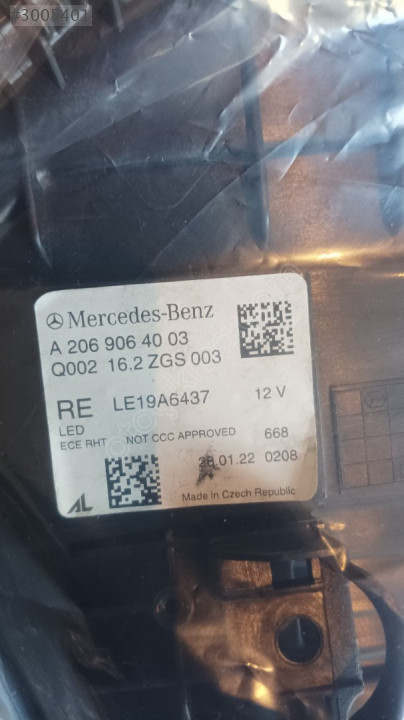 #3005401
Mercedes-Benz
A 206 906 40 03
Q002 16.2 ZGS 003
RE LE19A6437 12 V
LED
ECE RHT NOT CCC APPROVED 668
28.01.22 0208
AL Made in Czech Republic